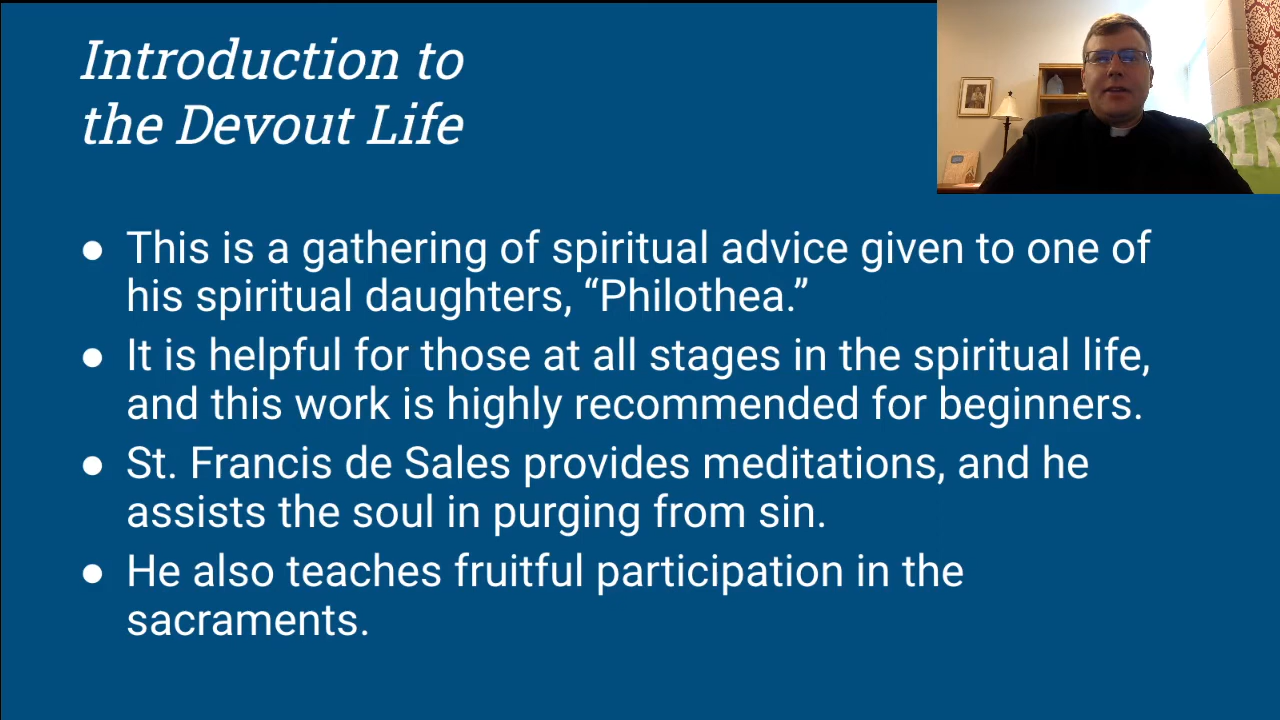 Introduction to
the Devout Life
● This is a gathering of spiritual advice given to one of
his spiritual daughters, “Philothea.”
● It is helpful for those at all stages in the spiritual life,
and this work is highly recommended for beginners.
● St. Francis de Sales provides meditations, and he
assists the soul in purging from sin.
● He also teaches fruitful participation in the
sacraments.